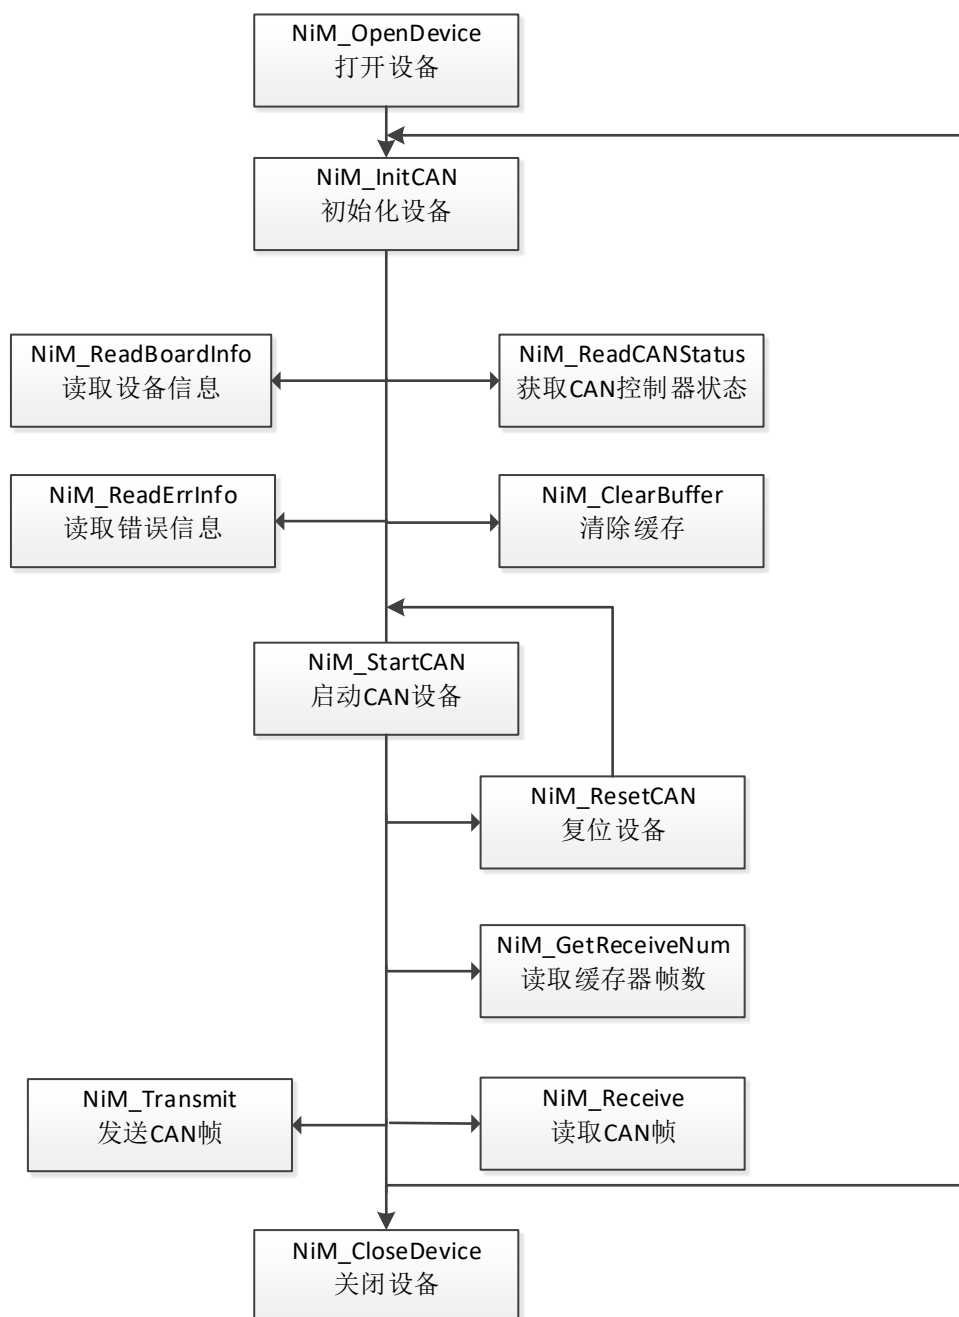 NiM_OpenDevice
打开设备
NiM_InitCAN
初始化设备
NiM_ReadBoardInfo
读取设备信息
NiM_ReadCANStatus
获取CAN控制器状态
NiM_ReadErrInfo
读取错误信息
NiM_ClearBuffer
清除缓存
NiM_StartCAN
启动CAN设备
NiM_ResetCAN
复位设备
NiM_GetReceiveNum
读取缓存器帧数
NiM_Transmit
发送CAN帧
NiM_Receive
读取CAN帧
NiM_CloseDevice
关闭设备